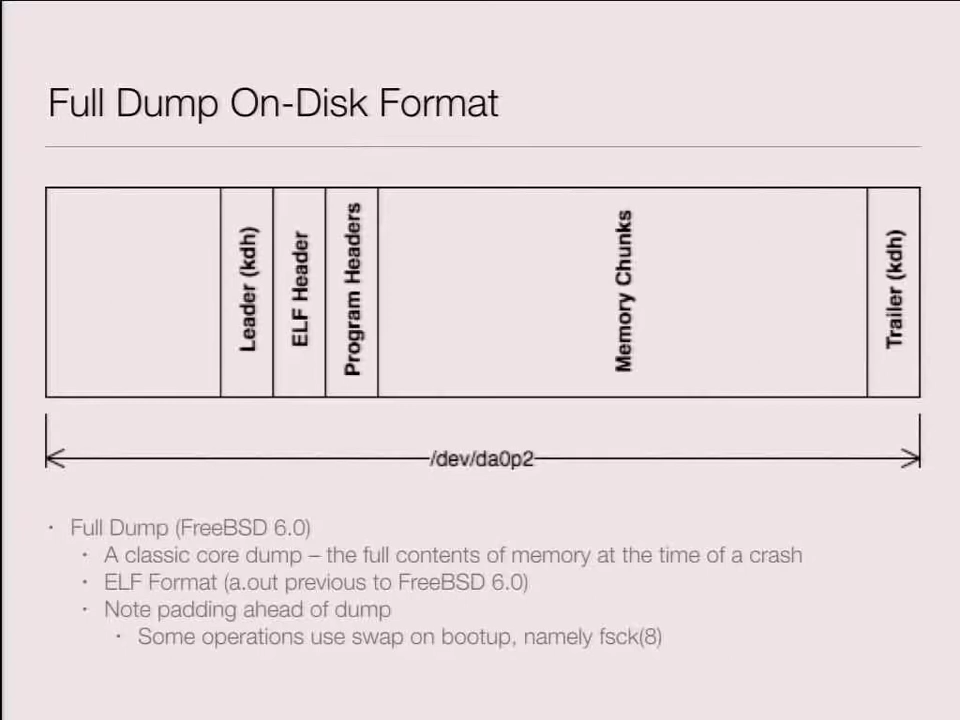 Full Dump On-Disk Format
Leader (kdh)
ELF Header
Program Headers
Memory Chunks
Trailer (kdh)
/dev/da0p2
· Full Dump (FreeBSD 6.0)
· A classic core dump – the full contents of memory at the time of a crash
· ELF Format (a.out previous to FreeBSD 6.0)
· Note padding ahead of dump
· Some operations use swap on bootup, namely fsck(8)